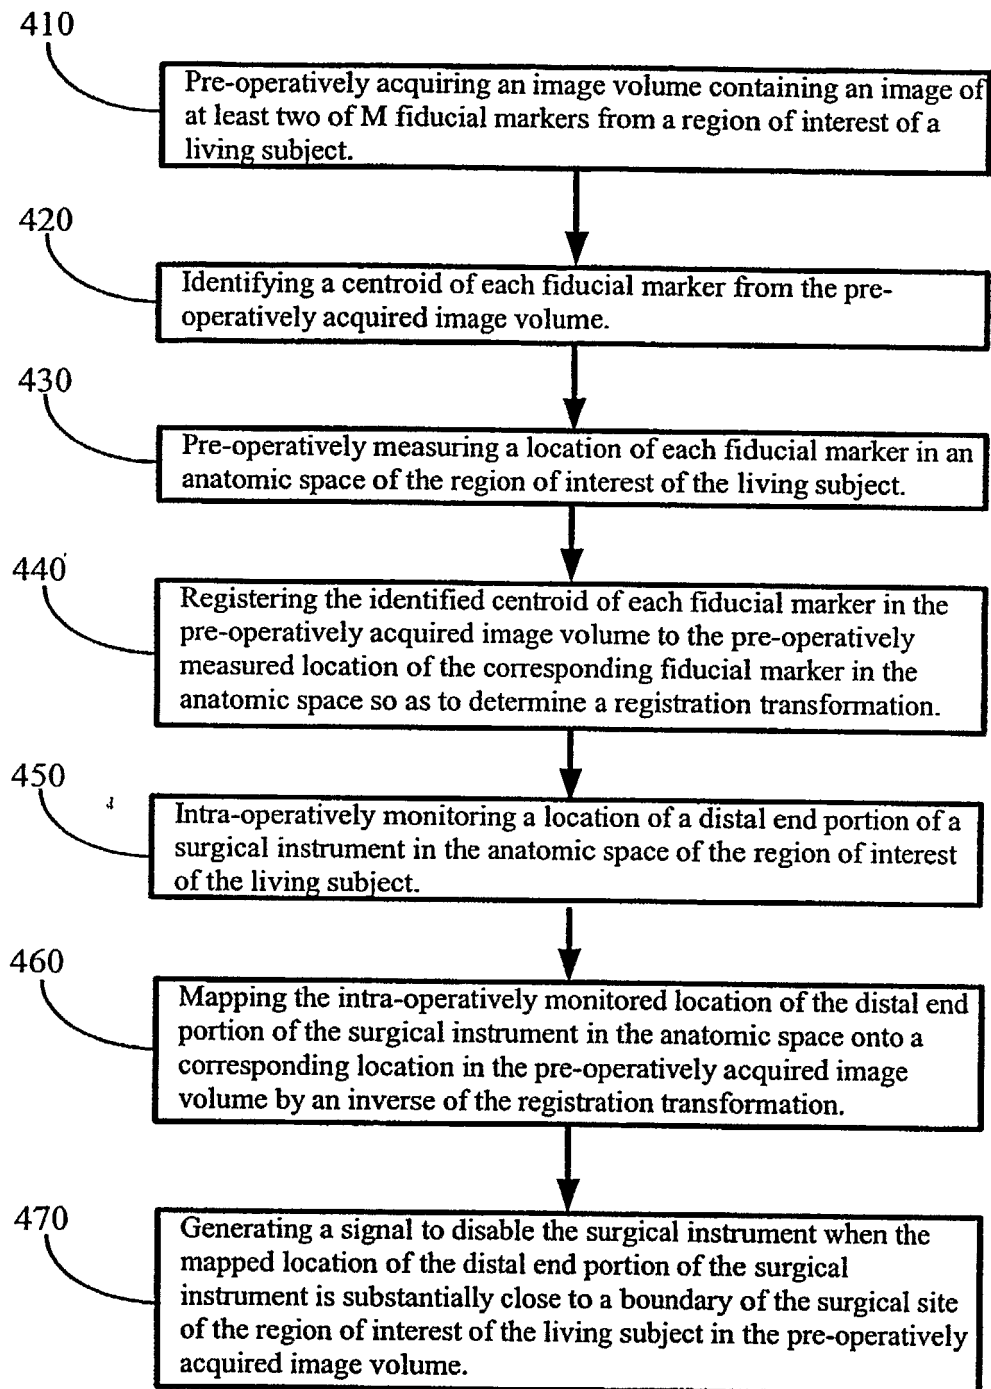 410
Pre-operatively acquiring an image volume containing an image of
at least two of M fiducial markers from a region of interest of a
living subject.
420
Identifying a centroid of each fiducial marker from the pre-
operatively acquired image volume.
430
Pre-operatively measuring a location of each fiducial marker in an
anatomic space of the region of interest of the living subject.
440
Registering the identified centroid of each fiducial marker in the
pre-operatively acquired image volume to the pre-operatively
measured location of the corresponding fiducial marker in the
anatomic space so as to determine a registration transformation.
450
Intra-operatively monitoring a location of a distal end portion of a
surgical instrument in the anatomic space of the region of interest
of the living subject.
460
Mapping the intra-operatively monitored location of the distal end
portion of the surgical instrument in the anatomic space onto a
corresponding location in the pre-operatively acquired image
volume by an inverse of the registration transformation.
470
Generating a signal to disable the surgical instrument when the
mapped location of the distal end portion of the surgical
instrument is substantially close to a boundary of the surgical site
of the region of interest of the living subject in the pre-operatively
acquired image volume.